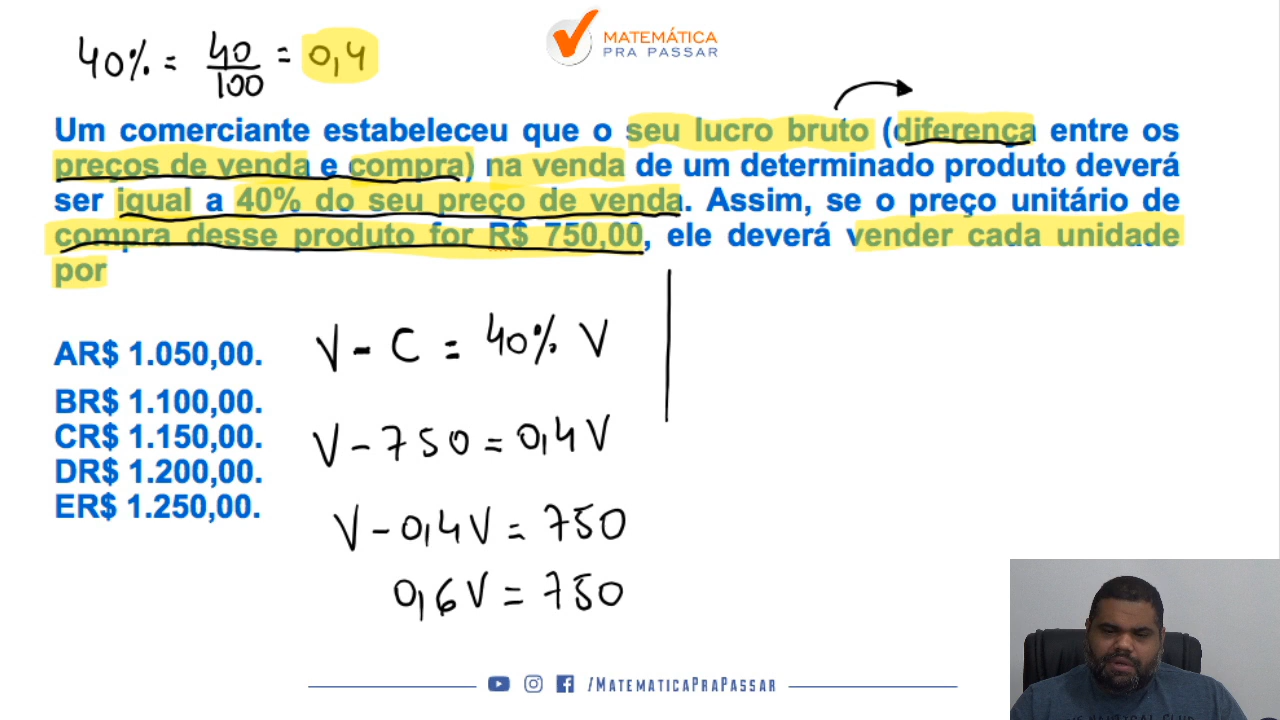 40% = 40/100 = 0,4
MATEMÁTICA
PRA PASSAR
Um comerciante estabeleceu que o seu lucro bruto (diferença entre os
preços de venda e compra) na venda de um determinado produto deverá
ser igual a 40% do seu preço de venda. Assim, se o preço unitário de
compra desse produto for R$ 750,00, ele deverá vender cada unidade
por
AR$ 1.050,00.
BR$ 1.100,00.
CR$ 1.150,00.
DR$ 1.200,00.
ER$ 1.250,00.
V - C = 40% V
V - 750 = 0,4V
V - 0,4V = 750
0,6V = 750
/MATEMATICAPRAPASSAR